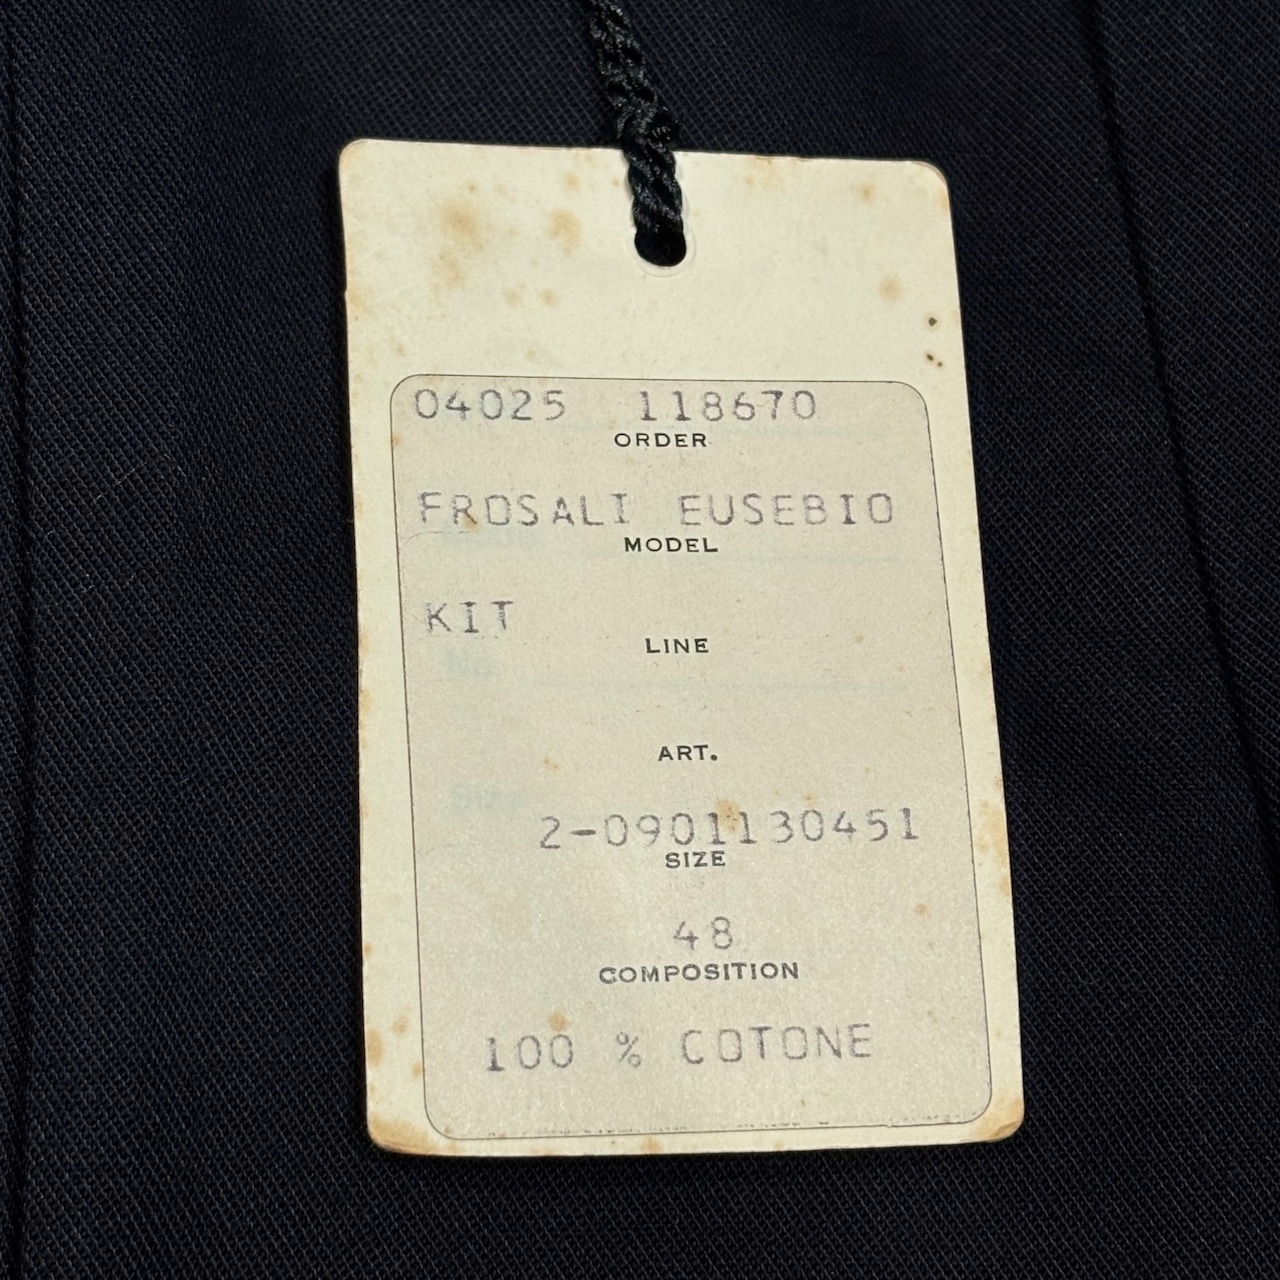 04025 118670
ORDER
FROSALI EUSEBIO
MODEL
KIT
LINE
ART.
2-0901130451
SIZE
48
COMPOSITION
100 % COTONE